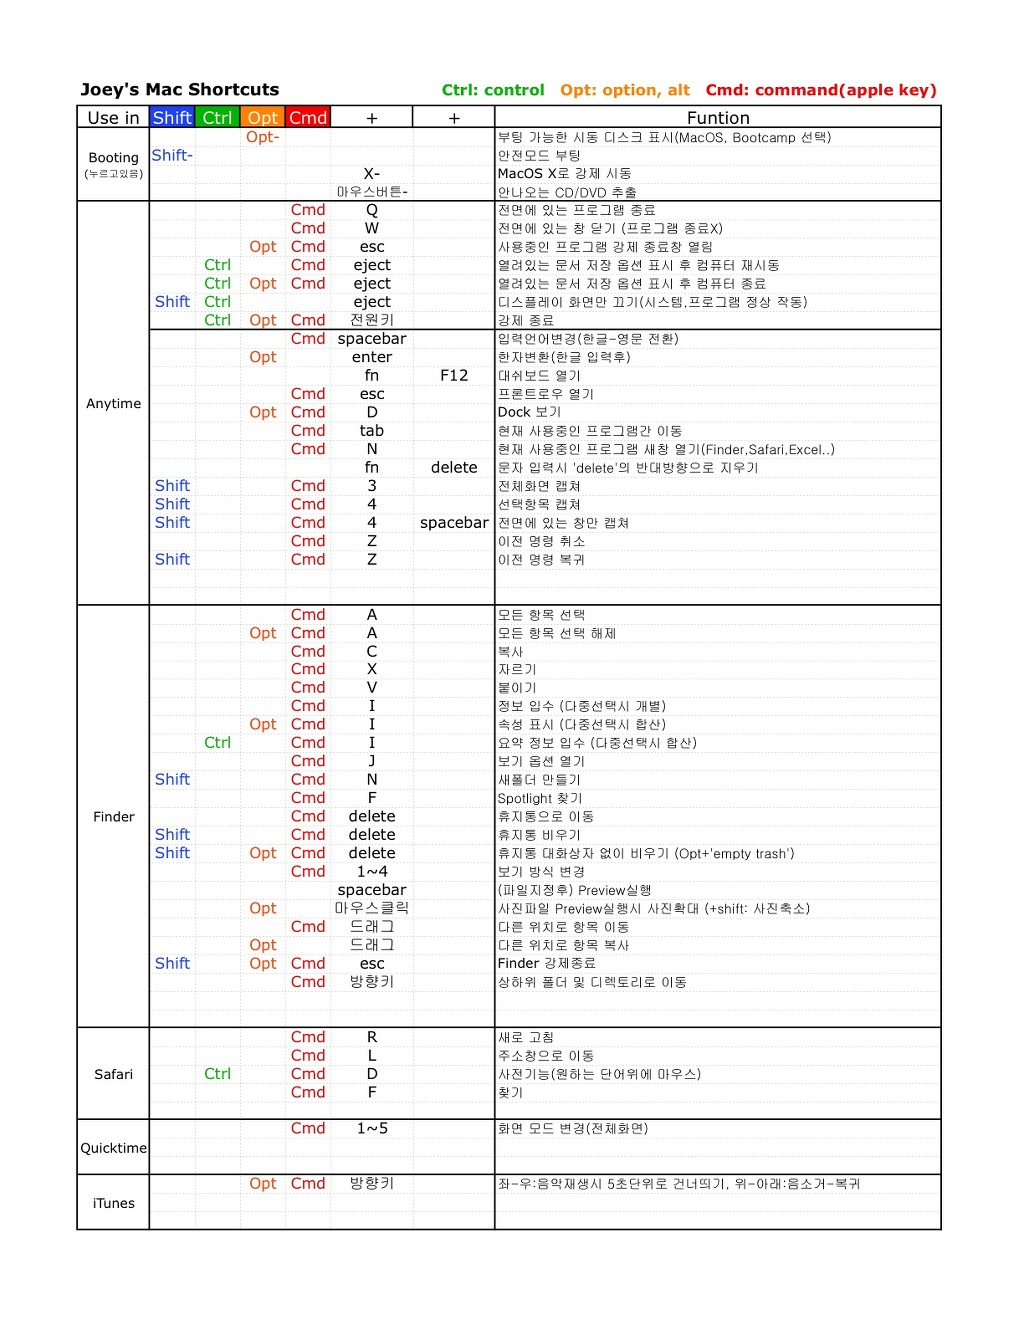 Joey's Mac Shortcuts Ctrl: control Opt: option, alt Cmd: command(apple key)
Use in Shift Ctrl Opt Cmd + + Funtion
Booting
(누르고있음)
Opt- 부팅 가능한 시동 디스크 표시(MacOS, Bootcamp 선택)
Shift- 안전모드 부팅
X- MacOS X로 강제 시동
마우스버튼- 안나오는 CD/DVD 추출
Anytime
Cmd Q 전면에 있는 프로그램 종료
Cmd W 전면에 있는 창 닫기 (프로그램 종료X)
Opt Cmd esc 사용중인 프로그램 강제 종료창 열림
Ctrl Cmd eject 열려있는 문서 저장 옵션 표시 후 컴퓨터 재시동
Ctrl Opt Cmd eject 열려있는 문서 저장 옵션 표시 후 컴퓨터 종료
Shift Ctrl eject 디스플레이 화면만 끄기(시스템,프로그램 정상 작동)
Ctrl Opt Cmd 전원키 강제 종료
Cmd spacebar 입력언어변경(한글-영문 전환)
Opt enter 한자변환(한글 입력후)
fn F12 대쉬보드 열기
Cmd esc 프론트로우 열기
Opt Cmd D Dock 보기
Cmd tab 현재 사용중인 프로그램간 이동
Cmd N 현재 사용중인 프로그램 새창 열기(Finder,Safari,Excel..)
fn delete 문자 입력시 'delete'의 반대방향으로 지우기
Shift Cmd 3 전체화면 캡쳐
Shift Cmd 4 선택항목 캡쳐
Shift Cmd 4 spacebar 전면에 있는 창만 캡쳐
Cmd Z 이전 명령 취소
Shift Cmd Z 이전 명령 복귀
Finder
Cmd A 모든 항목 선택
Opt Cmd A 모든 항목 선택 해제
Cmd C 복사
Cmd X 자르기
Cmd V 붙이기
Cmd I 정보 입수 (다중선택시 개별)
Opt Cmd I 속성 표시 (다중선택시 합산)
Ctrl Cmd I 요약 정보 입수 (다중선택시 합산)
Cmd J 보기 옵션 열기
Shift Cmd N 새폴더 만들기
Cmd F Spotlight 찾기
Cmd delete 휴지통으로 이동
Shift Cmd delete 휴지통 비우기
Shift Opt Cmd delete 휴지통 대화상자 없이 비우기 (Opt+'empty trash')
Cmd 1~4 보기 방식 변경
spacebar (파일지정후) Preview실행
Opt 마우스클릭 사진파일 Preview실행시 사진확대 (+shift: 사진축소)
Cmd 드래그 다른 위치로 항목 이동
Opt 드래그 다른 위치로 항목 복사
Shift Opt Cmd esc Finder 강제종료
Cmd 방향키 상하위 폴더 및 디렉토리로 이동
Safari
Cmd R 새로 고침
Cmd L 주소창으로 이동
Ctrl Cmd D 사전기능(원하는 단어위에 마우스)
Cmd F 찾기
Quicktime
Cmd 1~5 화면 모드 변경(전체화면)
iTunes
Opt Cmd 방향키 좌-우:음악재생시 5초단위로 건너띄기, 위-아래:음소거-복귀